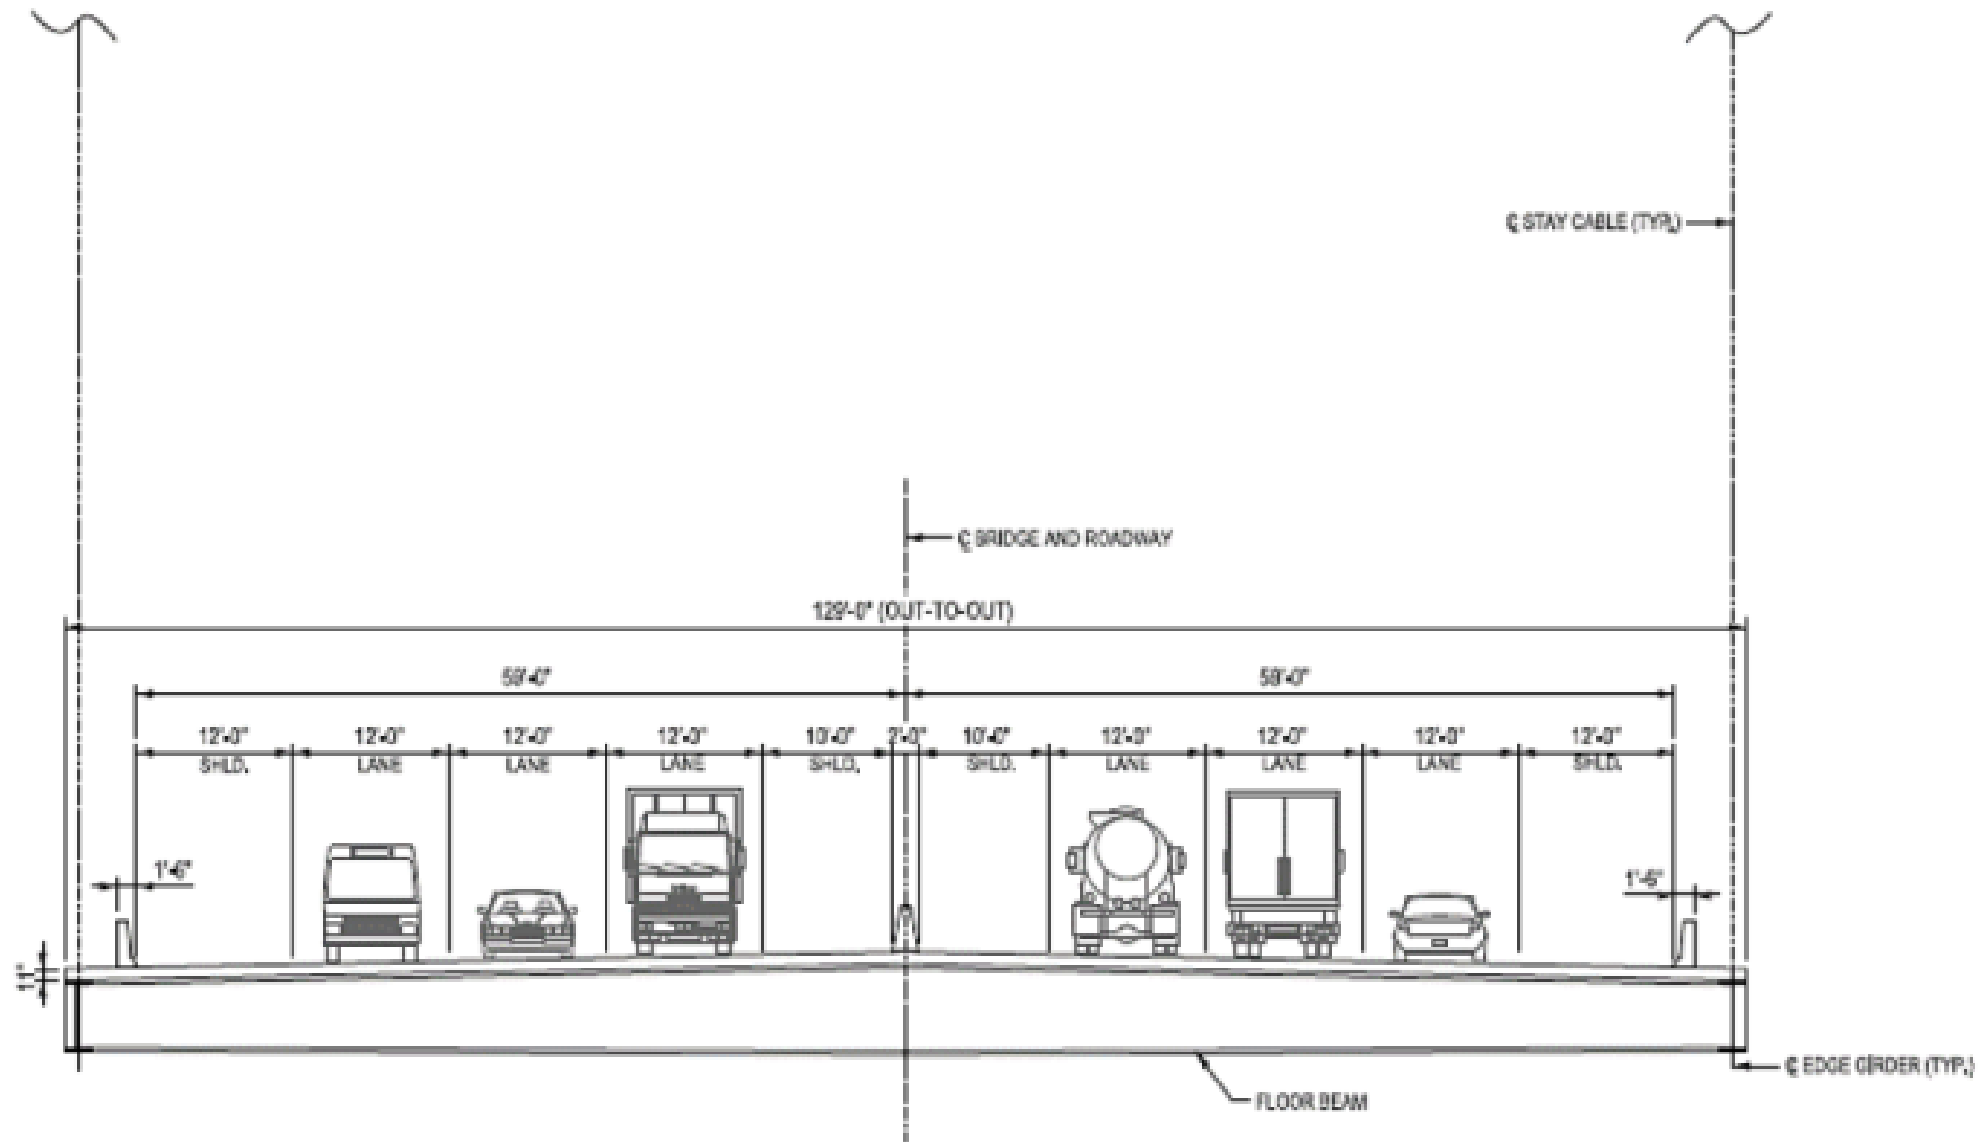 ℄ STAY CABLE (TYP.)
℄ BRIDGE AND ROADWAY
129'-0" (OUT-TO-OUT)
59'-0" 59'-0"
12'-0" 12'-0" 12'-0" 12'-0" 10'-0" 2'-0" 10'-0" 12'-0" 12'-0" 12'-0" 12'-0"
SHLD. LANE LANE LANE SHLD. SHLD. LANE LANE LANE SHLD.
1'-6" 1'-6"
11"
℄ EDGE GIRDER (TYP.)
FLOOR BEAM